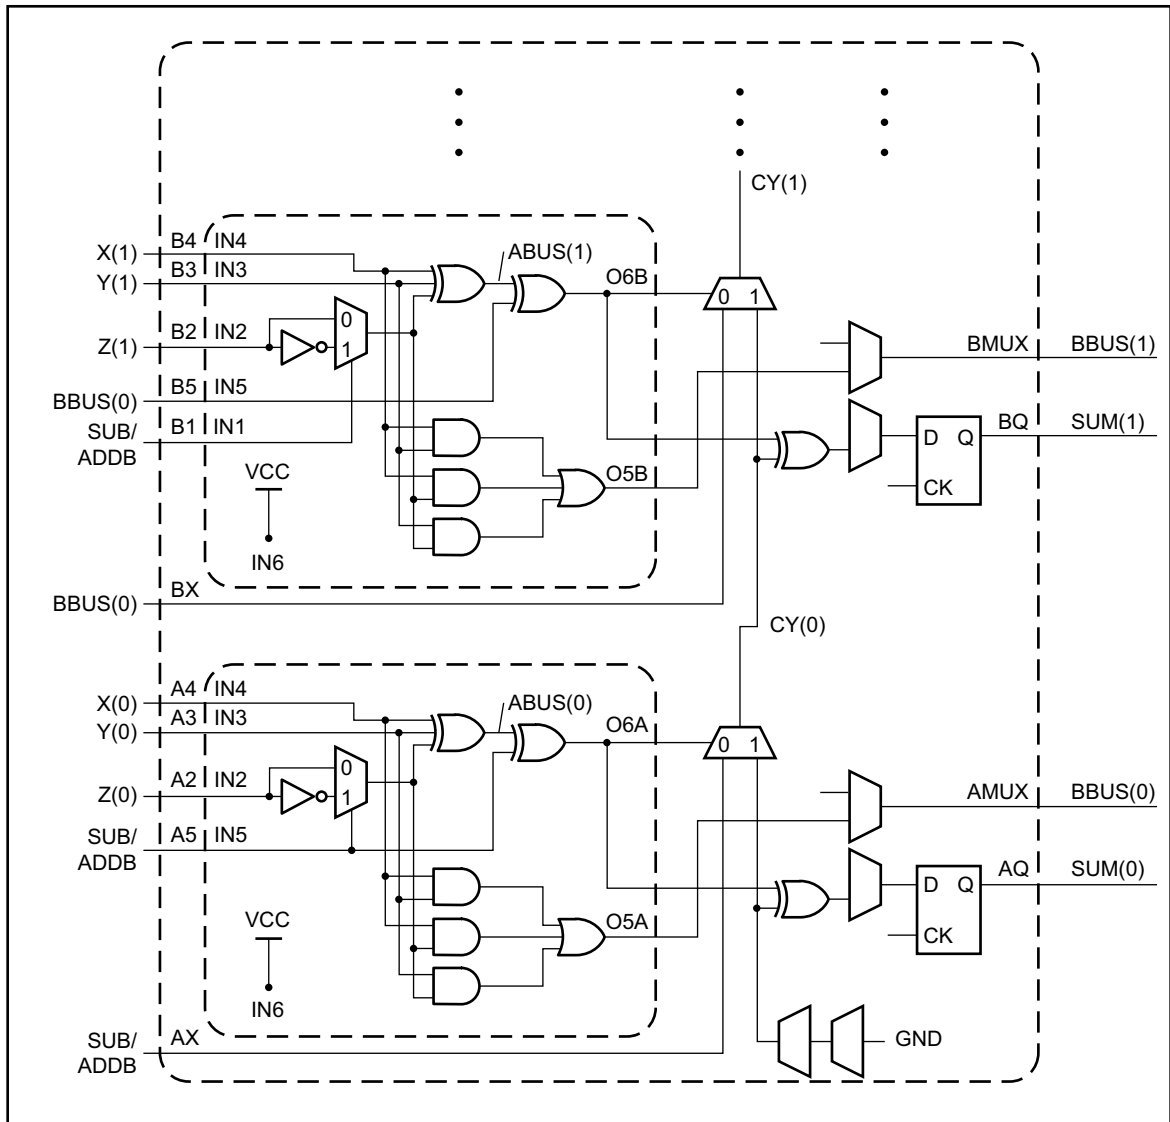 CY(1)
X(1) B4 IN4
ABUS(1)
O6B
Y(1) B3 IN3
0 1
0
Z(1) B2 IN2
1
BMUX BBUS(1)
BBUS(0) B5 IN5
SUB/
ADDB
B1 IN1
D Q
BQ SUM(1)
VCC
O5B
CK
IN6
BBUS(0) BX
CY(0)
X(0) A4 IN4
ABUS(0)
O6A
Y(0) A3 IN3
0 1
0
Z(0) A2 IN2
1
AMUX BBUS(0)
SUB/
ADDB
A5 IN5
D Q
AQ SUM(0)
VCC
O5A
CK
IN6
SUB/
ADDB
AX
GND